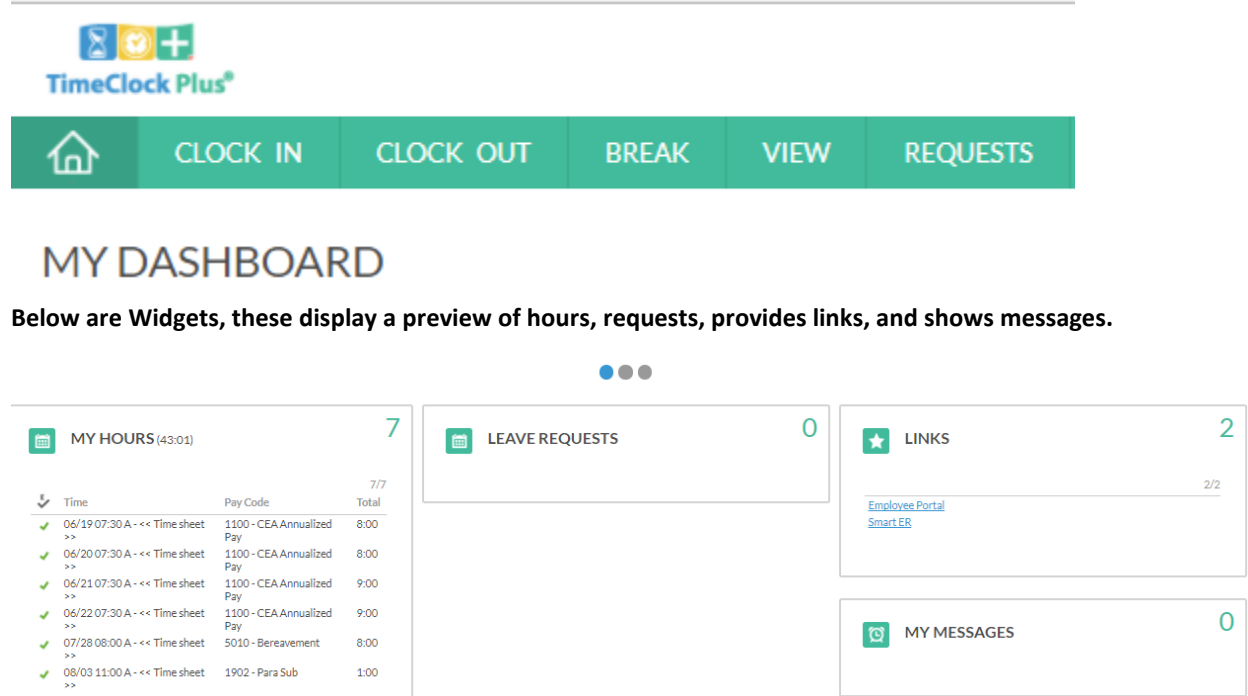 TimeClock Plus®
CLOCK IN CLOCK OUT BREAK VIEW REQUESTS
MY DASHBOARD
Below are Widgets, these display a preview of hours, requests, provides links, and shows messages.
MY HOURS (43:01) 7
7/7
Time Pay Code Total
06/19 07:30 A - << Time sheet 1100 - CEA Annualized 8:00
>> Pay
06/20 07:30 A - << Time sheet 1100 - CEA Annualized 8:00
>> Pay
06/21 07:30 A - << Time sheet 1100 - CEA Annualized 9:00
>> Pay
06/22 07:30 A - << Time sheet 1100 - CEA Annualized 9:00
>> Pay
07/28 08:00 A - << Time sheet 5010 - Bereavement 8:00
>>
08/03 11:00 A - << Time sheet 1902 - Para Sub 1:00
>>
LEAVE REQUESTS 0
LINKS 2
2/2
Employee Portal
Smart ER
MY MESSAGES 0